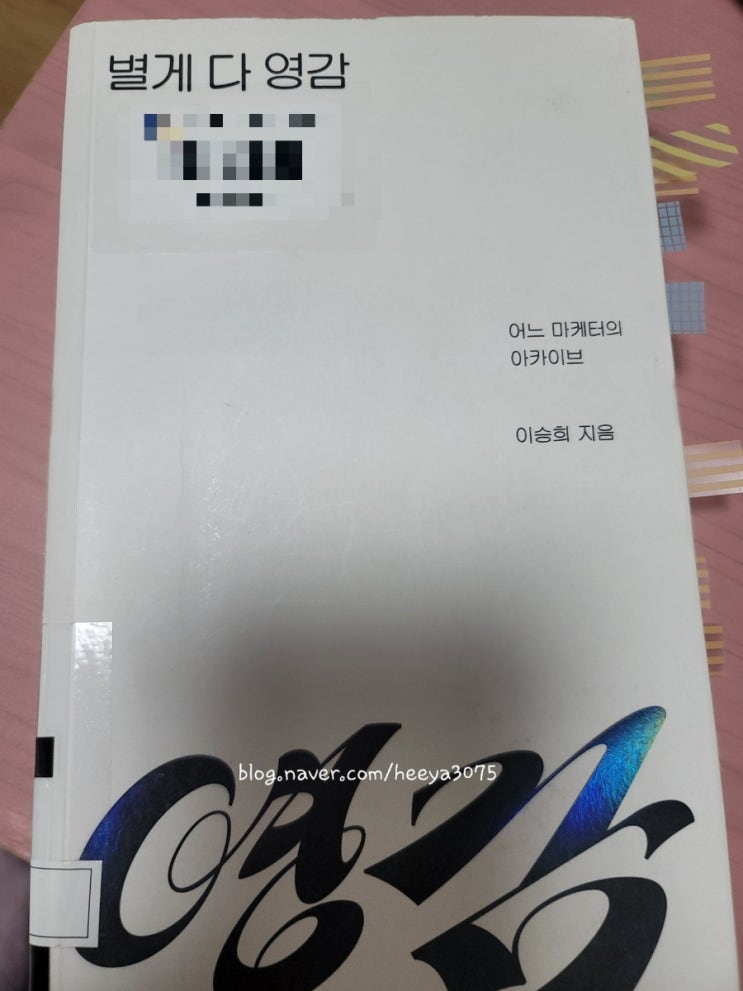 별게 다 영감
어느 마케터의
아카이브
이승희 지음
blog.naver.com/heeya3075
영감